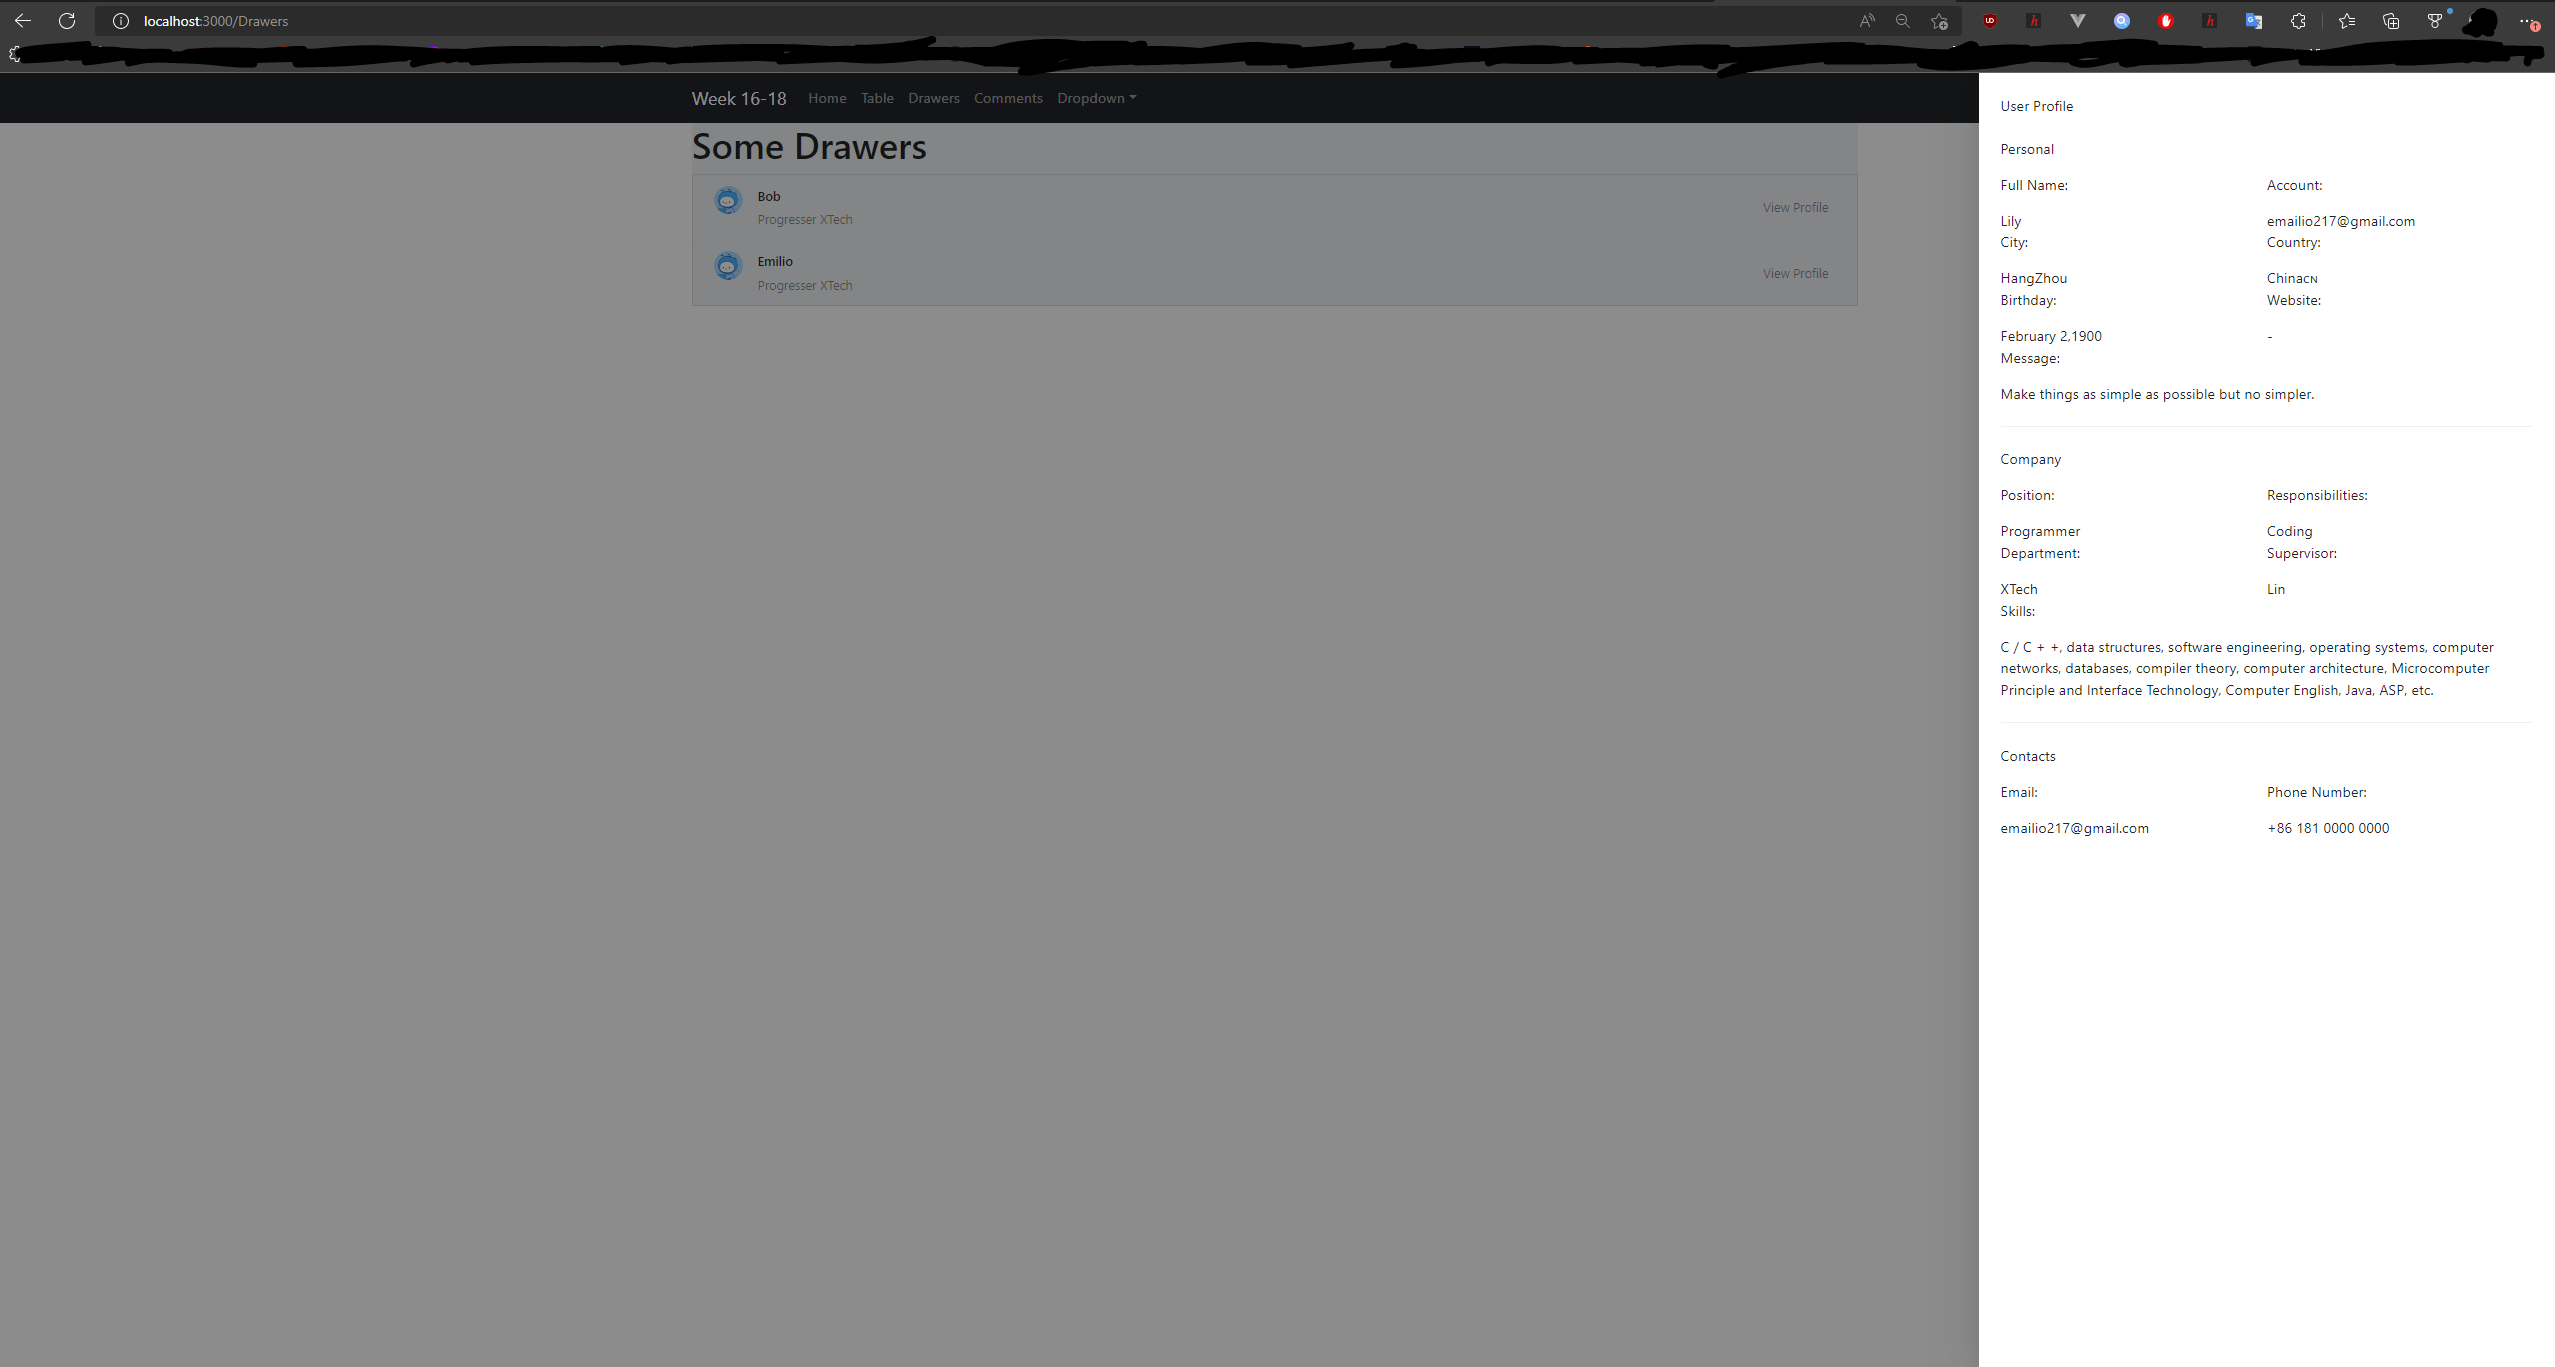 localhost:3000/Drawers
Week 16-18 Home Table Drawers Comments Dropdown
Some Drawers
Bob
Progresser XTech
View Profile
Emilio
Progresser XTech
View Profile
User Profile
Personal
Full Name: Account:
Lily emailio217@gmail.com
City: Country:
HangZhou ChinaCN
Birthday: Website:
February 2,1900 -
Message:
Make things as simple as possible but no simpler.
Company
Position: Responsibilities:
Programmer Coding
Department: Supervisor:
XTech Lin
Skills:
C / C + +, data structures, software engineering, operating systems, computer
networks, databases, compiler theory, computer architecture, Microcomputer
Principle and Interface Technology, Computer English, Java, ASP, etc.
Contacts
Email: Phone Number:
emailio217@gmail.com +86 181 0000 0000